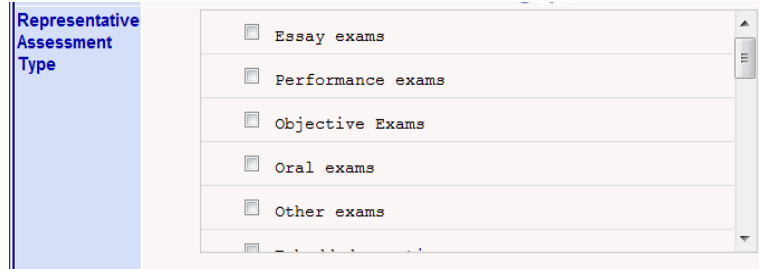 Representative
Assessment
Type
Essay exams
Performance exams
Objective Exams
Oral exams
Other exams